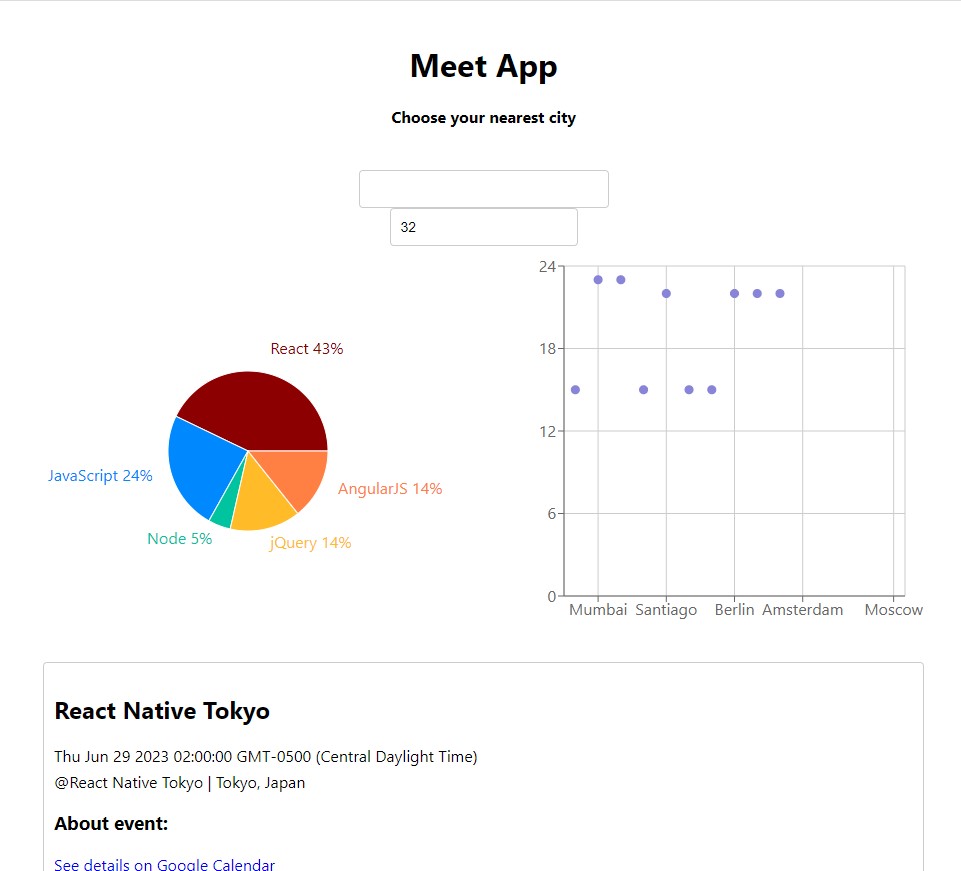 Meet App
Choose your nearest city
32
React 43%
JavaScript 24%
Node 5%
jQuery 14%
AngularJS 14%
24
18
12
6
0
Mumbai Santiago Berlin Amsterdam Moscow
React Native Tokyo
Thu Jun 29 2023 02:00:00 GMT-0500 (Central Daylight Time)
@React Native Tokyo | Tokyo, Japan
About event:
See details on Google Calendar